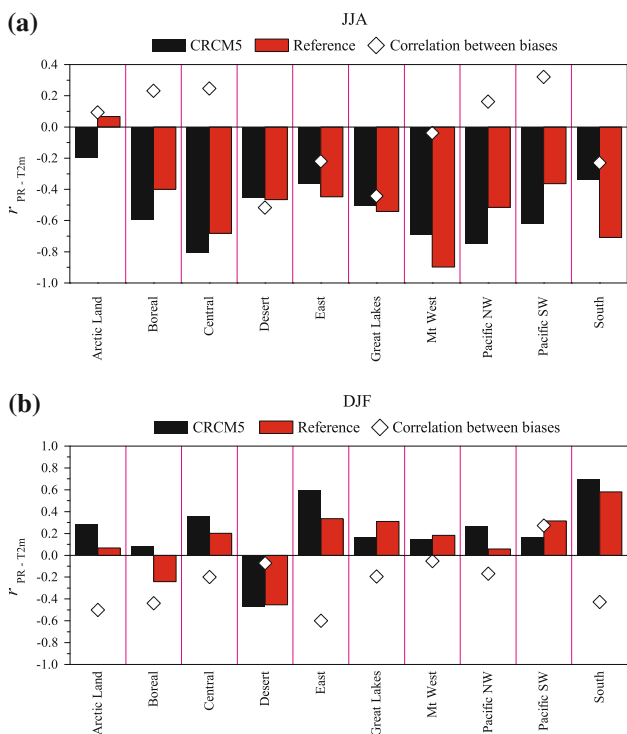 (a)
JJA
CRCM5 Reference Correlation between biases
r PR - T2m
0.4
0.2
0.0
-0.2
-0.4
-0.6
-0.8
-1.0
Arctic Land
Boreal
Central
Desert
East
Great Lakes
Mt West
Pacific NW
Pacific SW
South
(b)
DJF
CRCM5 Reference Correlation between biases
r PR - T2m
1.0
0.8
0.6
0.4
0.2
0.0
-0.2
-0.4
-0.6
-0.8
-1.0
Arctic Land
Boreal
Central
Desert
East
Great Lakes
Mt West
Pacific NW
Pacific SW
South